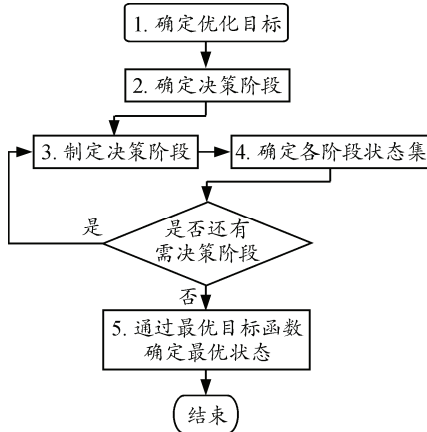 1. 确定优化目标
2. 确定决策阶段
3. 制定决策阶段
4. 确定各阶段状态集
是
是否还有
需决策阶段
否
5. 通过最优目标函数
确定最优状态
结束